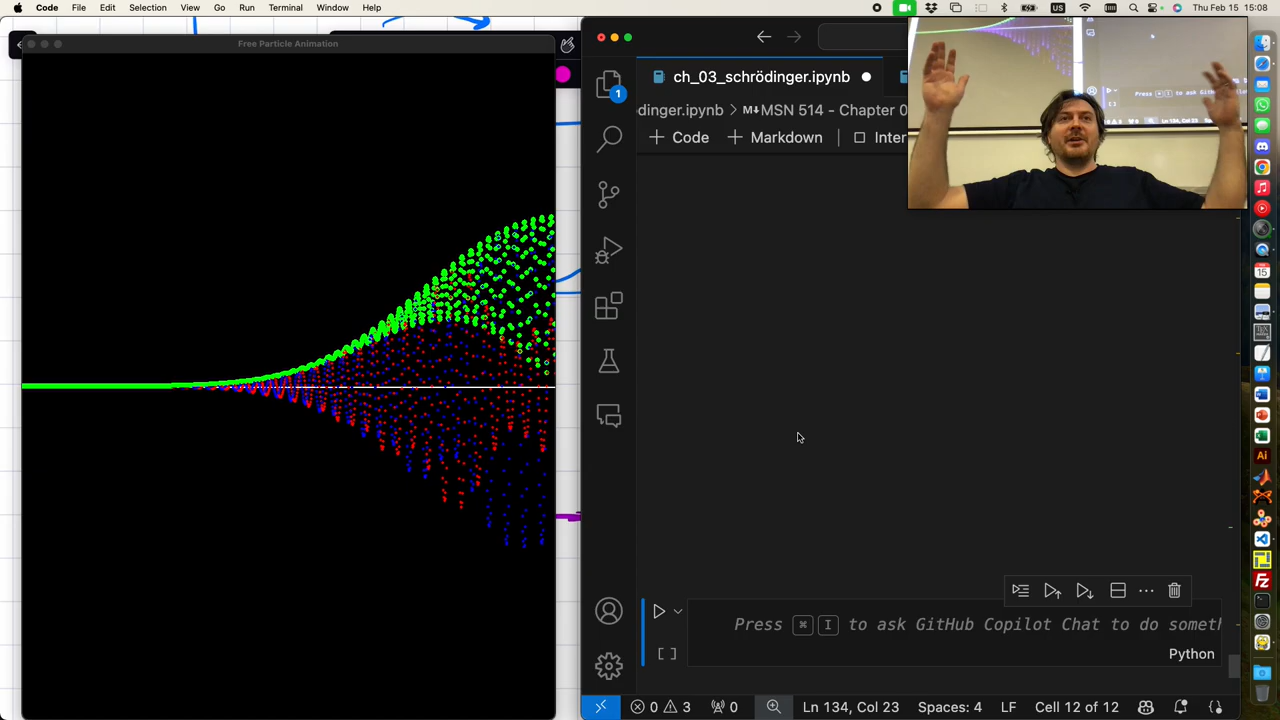 Code File Edit Selection View Go Run Terminal Window Help US Thu Feb 15 15:08
Free Particle Animation
1
ch_03_schrödinger.ipynb
dinger.ipynb > M↓MSN 514 - Chapter 0
+ Code + Markdown Inter
Press ⌘ I to ask GitHub Copilot Chat to do someth
[ ] Python
0 3 0 Ln 134, Col 23 Spaces: 4 LF Cell 12 of 12